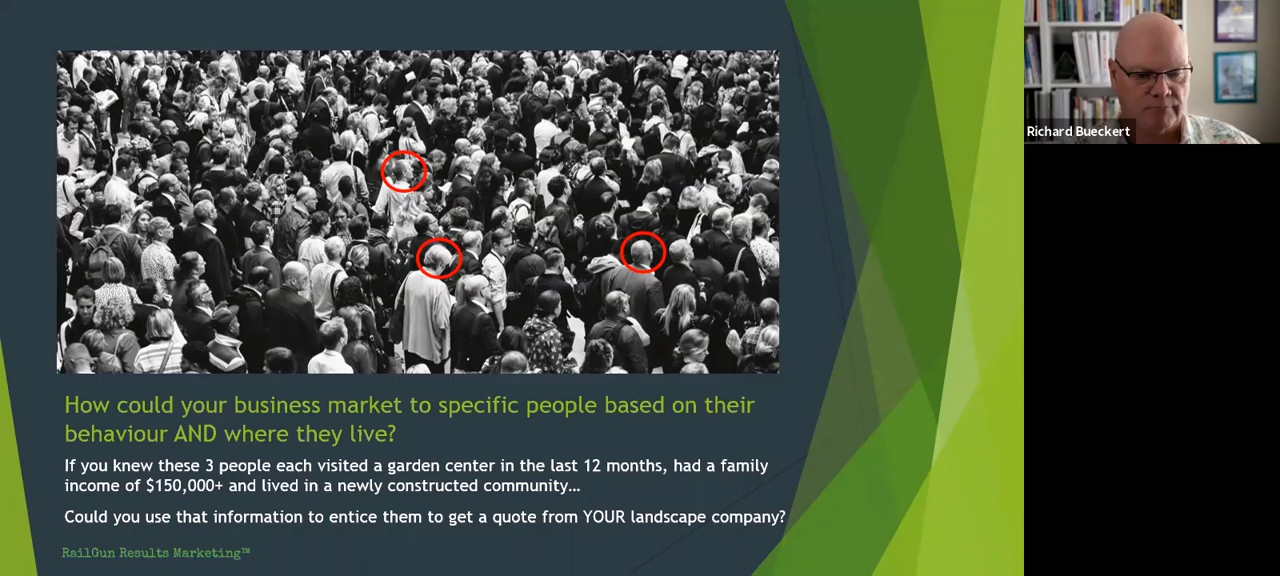 How could your business market to specific people based on their
behaviour AND where they live?
If you knew these 3 people each visited a garden center in the last 12 months, had a family
income of $150,000+ and lived in a newly constructed community...
Could you use that information to entice them to get a quote from YOUR landscape company?
RailGun Results Marketing™
Richard Bueckert